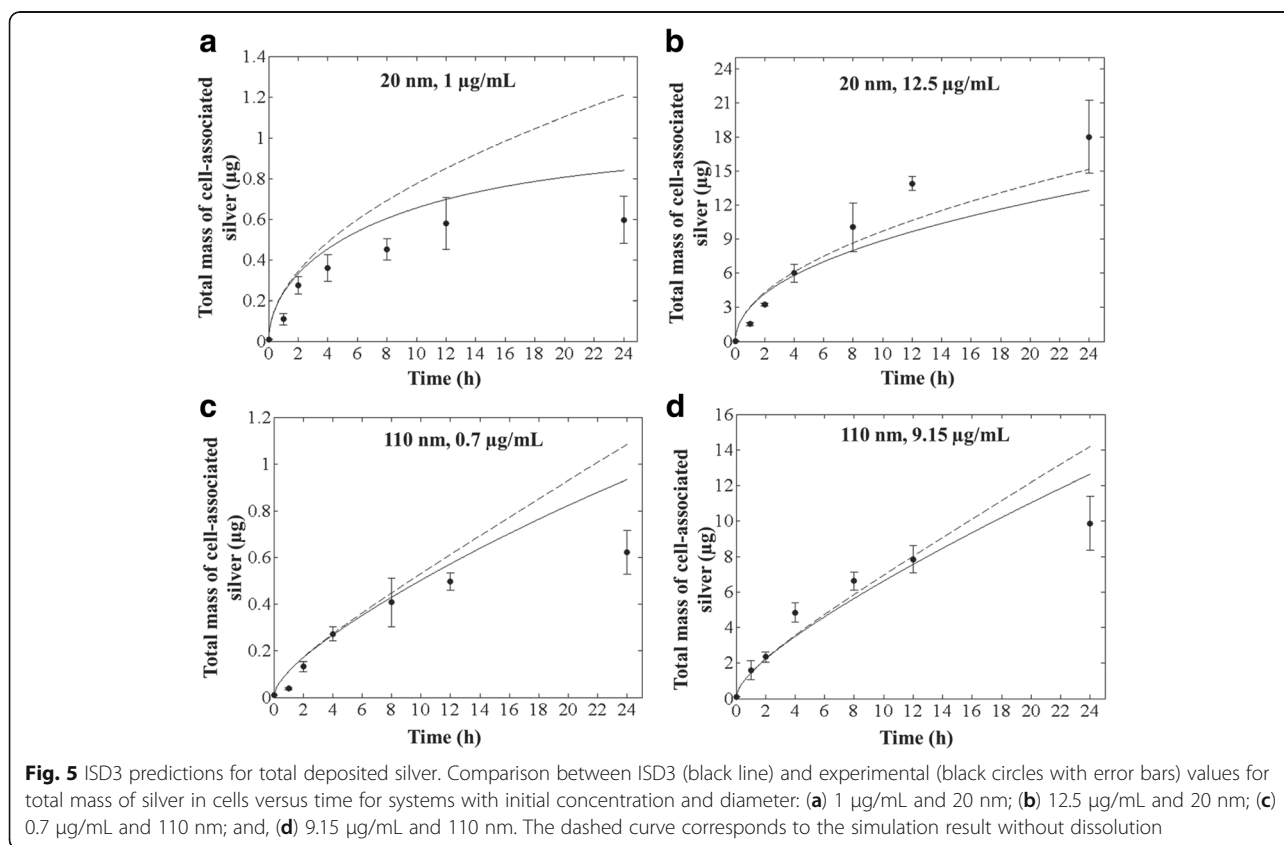 a
20 nm, 1 µg/mL
Total mass of cell-associated
silver (µg)
1.4
1.2
1
0.8
0.6
0.4
0.2
0
0 2 4 6 8 10 12 14 16 18 20 22 24
Time (h)
b
20 nm, 12.5 µg/mL
Total mass of cell-associated
silver (µg)
24
21
18
15
12
9
6
3
0
0 2 4 6 8 10 12 14 16 18 20 22 24
Time (h)
c
110 nm, 0.7 µg/mL
Total mass of cell-associated
silver (µg)
1.2
1
0.8
0.6
0.4
0.2
0
0 2 4 6 8 10 12 14 16 18 20 22 24
Time (h)
d
110 nm, 9.15 µg/mL
Total mass of cell-associated
silver (µg)
16
14
12
10
8
6
4
2
0
0 2 4 6 8 10 12 14 16 18 20 22 24
Time (h)
Fig. 5 ISD3 predictions for total deposited silver. Comparison between ISD3 (black line) and experimental (black circles with error bars) values for
total mass of silver in cells versus time for systems with initial concentration and diameter: (a) 1 µg/mL and 20 nm; (b) 12.5 µg/mL and 20 nm; (c)
0.7 µg/mL and 110 nm; and, (d) 9.15 µg/mL and 110 nm. The dashed curve corresponds to the simulation result without dissolution